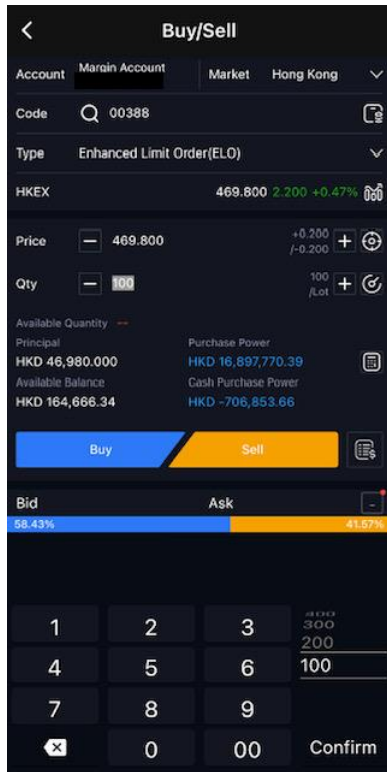 Buy/Sell
Account Margin Account Market Hong Kong
Code 00388
Type Enhanced Limit Order(ELO)
HKEX 469.800 2.200 +0.47%
Price 469.800 +0.200 /-0.200
Qty 100 100 /Lot
Available Quantity --
Principal Purchase Power
HKD 46,980.000 HKD 16,897,770.39
Available Balance Cash Purchase Power
HKD 164,666.34 HKD -706,853.66
Buy Sell
Bid Ask
58.43% 41.57%
400
1 2 3 300
200
4 5 6 100
7 8 9
0 00 Confirm